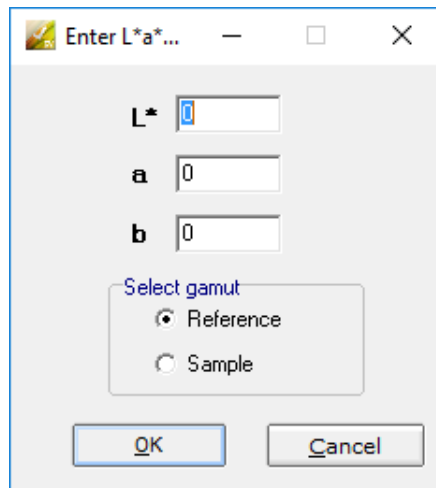 Enter L*a*...
L* 0
a 0
b 0
Select gamut
Reference
Sample
OK Cancel